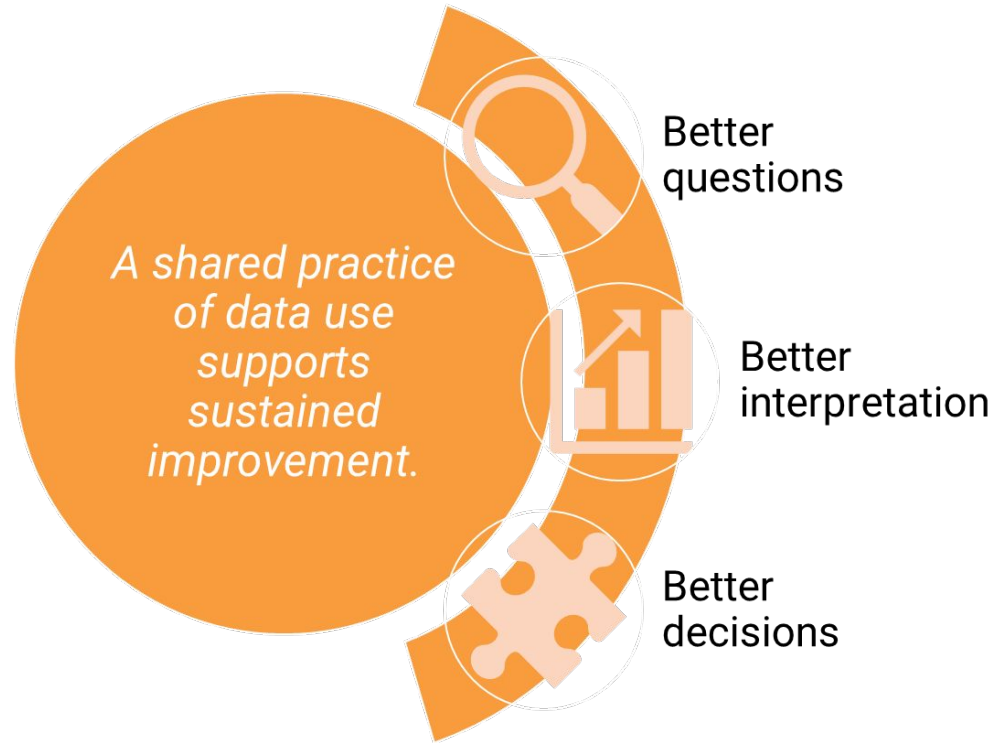 A shared practice
of data use
supports
sustained
improvement.
Better
questions
Better
interpretation
Better
decisions